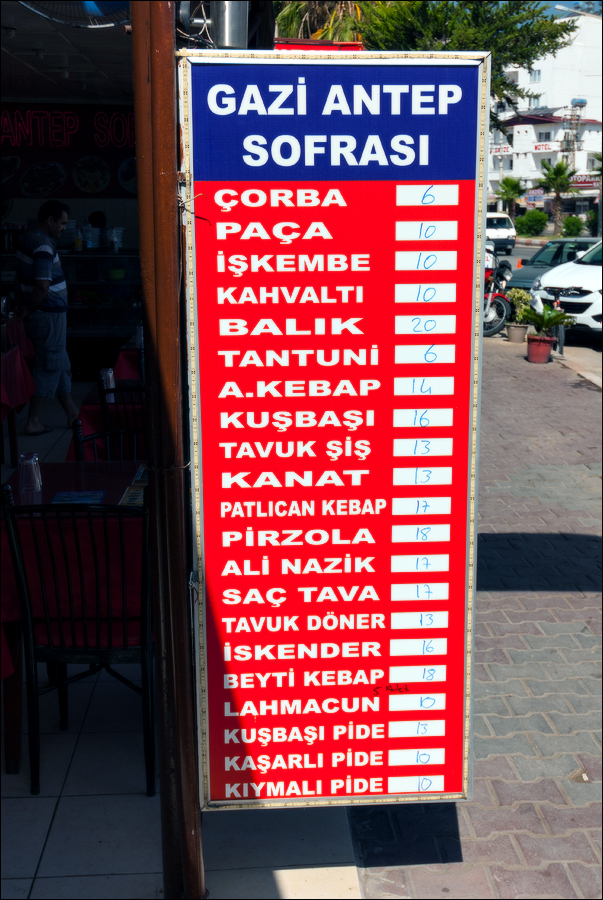 GAZİ ANTEP
SOFRASI
ÇORBA 6
PAÇA 10
İŞKEMBE 10
KAHVALTI 10
BALIK 20
TANTUNİ 6
A.KEBAP 14
KUŞBAŞI 16
TAVUK ŞİŞ 13
KANAT 13
PATLICAN KEBAP 17
PİRZOLA 18
ALİ NAZİK 17
SAÇ TAVA 17
TAVUK DÖNER 13
İSKENDER 16
BEYTİ KEBAP 18
LAHMACUN 10
KUŞBAŞI PİDE 13
KAŞARLI PİDE 10
KIYMALI PİDE 10
ANTEP
MOTEL